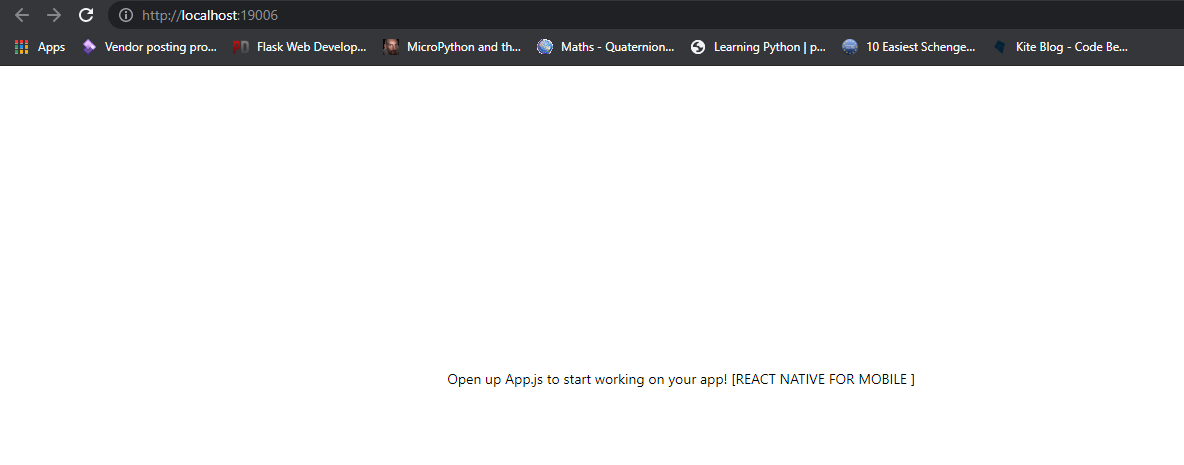 http://localhost:19006
Apps Vendor posting pro... Flask Web Develop... MicroPython and th... Maths - Quaternion... Learning Python | p... 10 Easiest Schenge... Kite Blog - Code Be...
Open up App.js to start working on your app! [REACT NATIVE FOR MOBILE ]